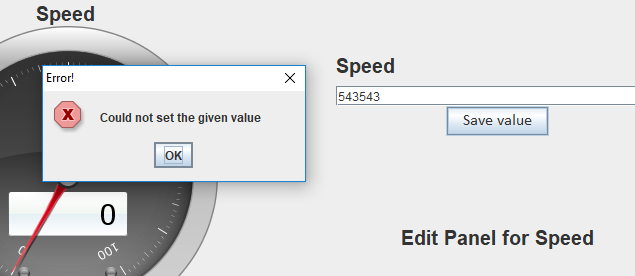 Speed
Error!
Could not set the given value
OK
0
0
100
Speed
543543
Save value
Edit Panel for Speed